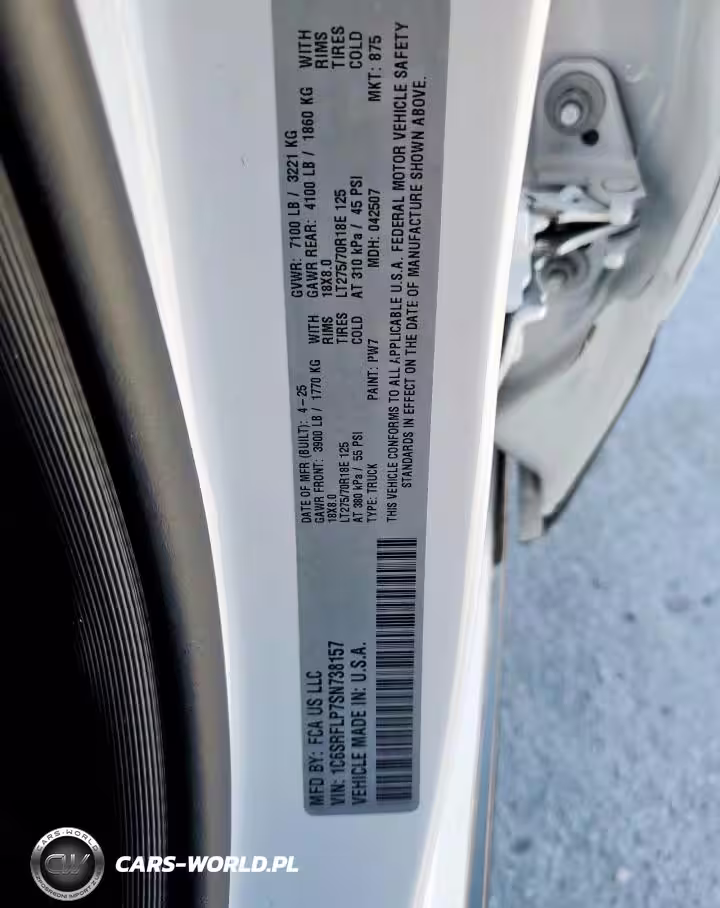 MFD BY: FCA US LLC
VIN: 1C6SRFLP7SN738157
VEHICLE MADE IN: U.S.A.
DATE OF MFR (BUILT): 4-25
GVWR: 7100 LB / 3221 KG
GAWR FRONT: 3900 LB / 1770 KG WITH
18X8.0 RIMS
LT275/70R18E 125 TIRES
AT 380 kPa / 55 PSI COLD
GAWR REAR: 4100 LB / 1860 KG WITH
18X8.0 RIMS
LT275/70R18E 125 TIRES
AT 310 kPa / 45 PSI COLD
TYPE: TRUCK PAINT: PW7 MDH: 042507 MKT: 875
THIS VEHICLE CONFORMS TO ALL APPLICABLE U.S.A. FEDERAL MOTOR VEHICLE SAFETY
STANDARDS IN EFFECT ON THE DATE OF MANUFACTURE SHOWN ABOVE.
CARS-WORLD
CW
CARS-WORLD.PL